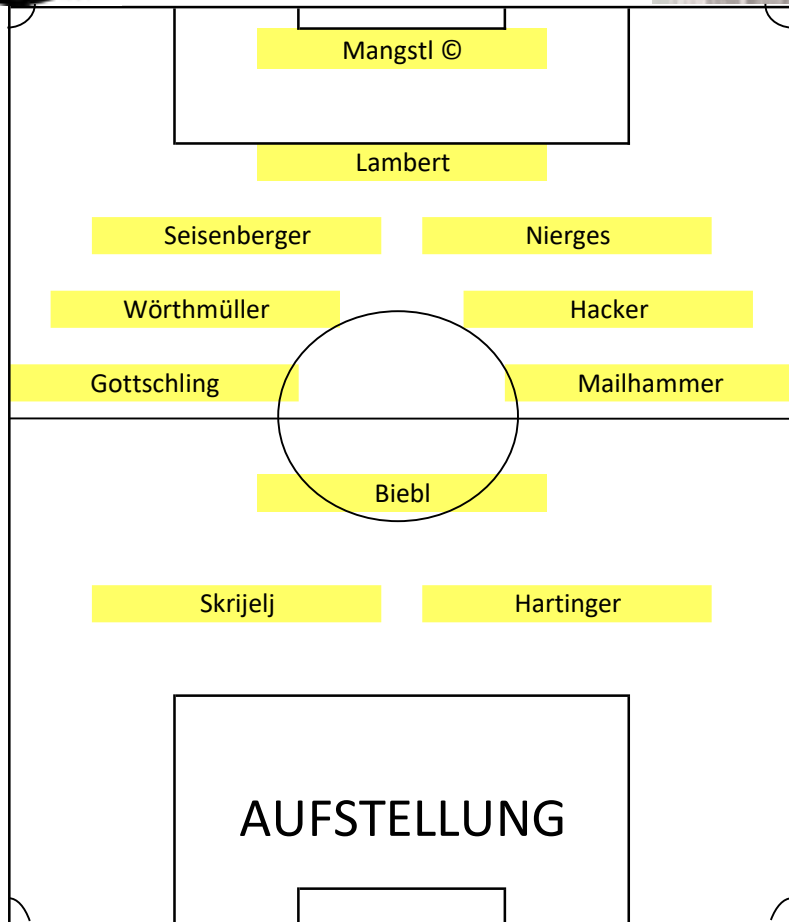 Mangstl ©
Lambert
Seisenberger Nierges
Wörthmüller Hacker
Gottschling Mailhammer
Biebl
Skrijelj Hartinger
AUFSTELLUNG